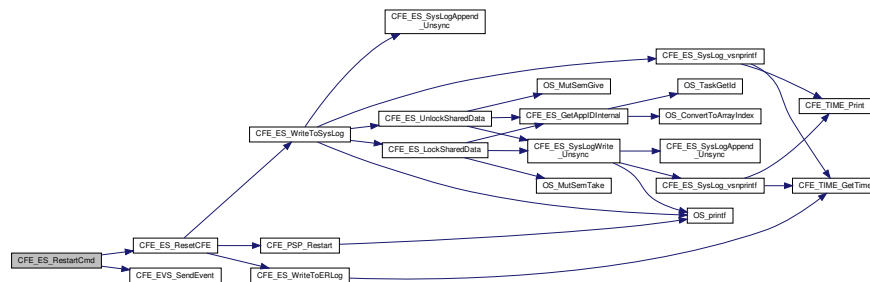 CFE_ES_SysLogAppend
_Unsync
CFE_ES_SysLog_vsnprintf
OS_MutSemGive
OS_TaskGetId
CFE_TIME_Print
CFE_ES_UnlockSharedData
CFE_ES_GetAppIDInternal
OS_ConvertToArrayIndex
CFE_ES_WriteToSysLog
CFE_ES_LockSharedData
CFE_ES_SysLogWrite
_Unsync
CFE_ES_SysLogAppend
_Unsync
OS_MutSemTake
CFE_ES_SysLog_vsnprintf
CFE_TIME_GetTime
OS_printf
CFE_ES_ResetCFE
CFE_PSP_Restart
CFE_ES_RestartCmd
CFE_EVS_SendEvent
CFE_ES_WriteToERLog